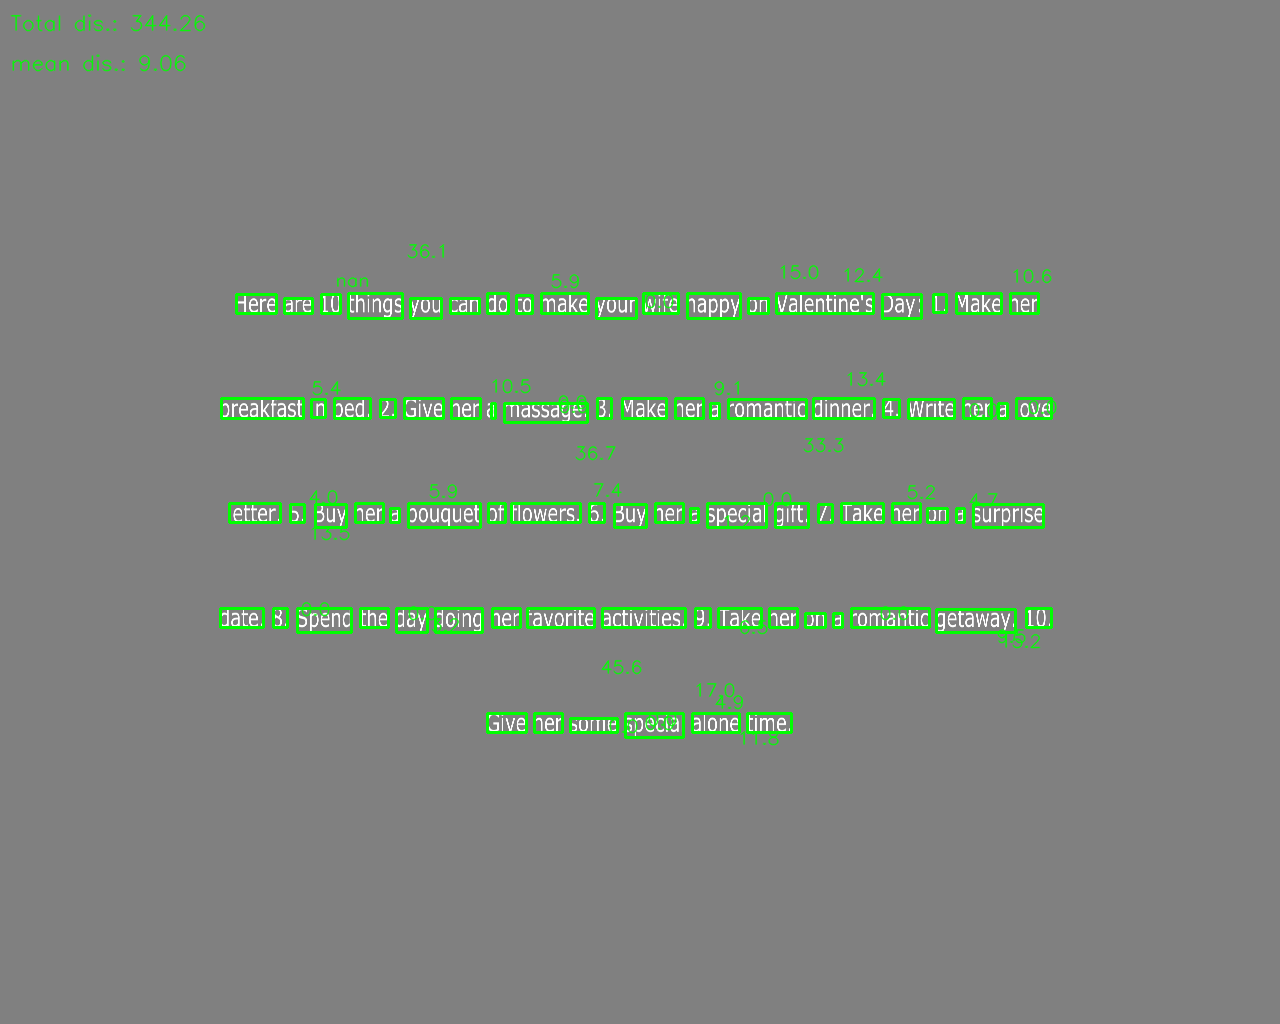 Total dis.: 344.26
mean dis.: 9.06
36.1
nan 5.9 15.0 12.4 10.6
Here are 10 things you can do to make your wife happy on Valentine's Day: 1. Make her
5.4 10.5 9.1 13.4
breakfast in bed. 2. Give her a massage. 3. Make her a romantic dinner. 4. Write her a love
36.7 33.3
4.0 5.9 7.4 0.0 5.2 4.7
letter. 5. Buy her a bouquet of flowers. 6. Buy her a special gift. 7. Take her on a surprise
13.5
date. 8. Spend the day doing her favorite activities. 9. Take her on a romantic getaway. 10.
45.6 15.2
17.0
4.9
Give her some special alone time.
11.8